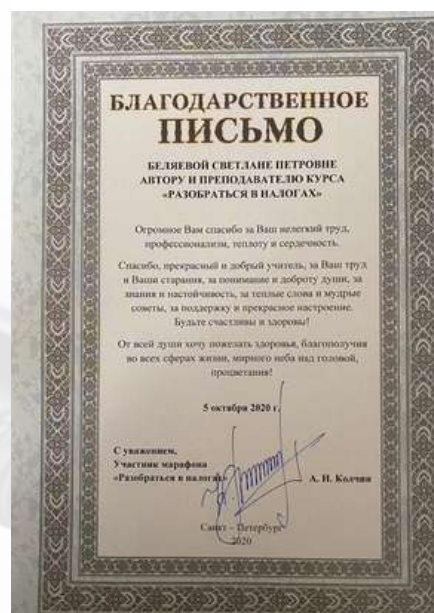 БЛАГОДАРСТВЕННОЕ
ПИСЬМО
БЕЛЯЕВОЙ СВЕТЛАНЕ ПЕТРОВНЕ
АВТОРУ И ПРЕПОДАВАТЕЛЮ КУРСА
«РАЗОБРАТЬСЯ В НАЛОГАХ»
Огромное Вам спасибо за Ваш нелегкий труд,
профессионализм, теплоту и сердечность.
Спасибо, прекрасный и добрый учитель, за Ваш труд
и Ваши старания, за понимание и доброту души, за
знания и настойчивость, за теплые слова и мудрые
советы, за поддержку и прекрасное настроение.
Будьте счастливы и здоровы!
От всей души хочу пожелать здоровья, благополучия
во всех сферах жизни, мирного неба над головой,
процветания!
5 октября 2020 г.
С уважением,
Участник марафона
«Разобраться в налогах» А. И. Колчин
Санкт – Петербург
2020